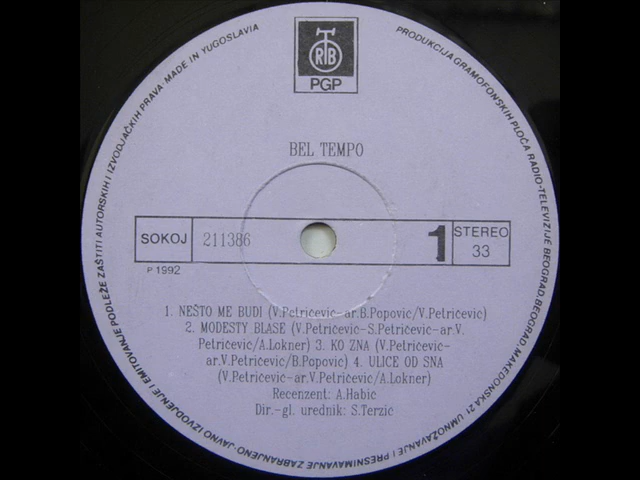 PRODUKCIJA GRAMOFONSKIH PLOČA RADIO-TELEVIZIJE BEOGRAD, BEOGRAD, MAKEDONSKA 21 UMNOŽAVANJE I PRESNIMAVANJE ZABRANJENO-JAVNO IZVODJENJE I EMITOVANJE PODLEŽE ZAŠTITI AUTORSKIH I IZVODJAČKIH PRAVA MADE IN YUGOSLAVIA
RTB
PGP
BEL TEMPO
SOKOJ 211386 1 STEREO
33
P 1992
1. NEŠTO ME BUDI (V.Petričevic-ar.B.Popovic/V.Petričevic)
2. MODESTY BLASE (V.Petričevic-S.Petričevic-ar.V.
Petričevic/A.Lokner) 3. KO ZNA (V.Petričevic-
ar.V.Petričevic/B.Popovic) 4. ULICE OD SNA
(V.Petričevic-ar.V.Petričevic/A.Lokner)
Recenzent: A.Habic
Dir.-gl. urednik: S.Terzic